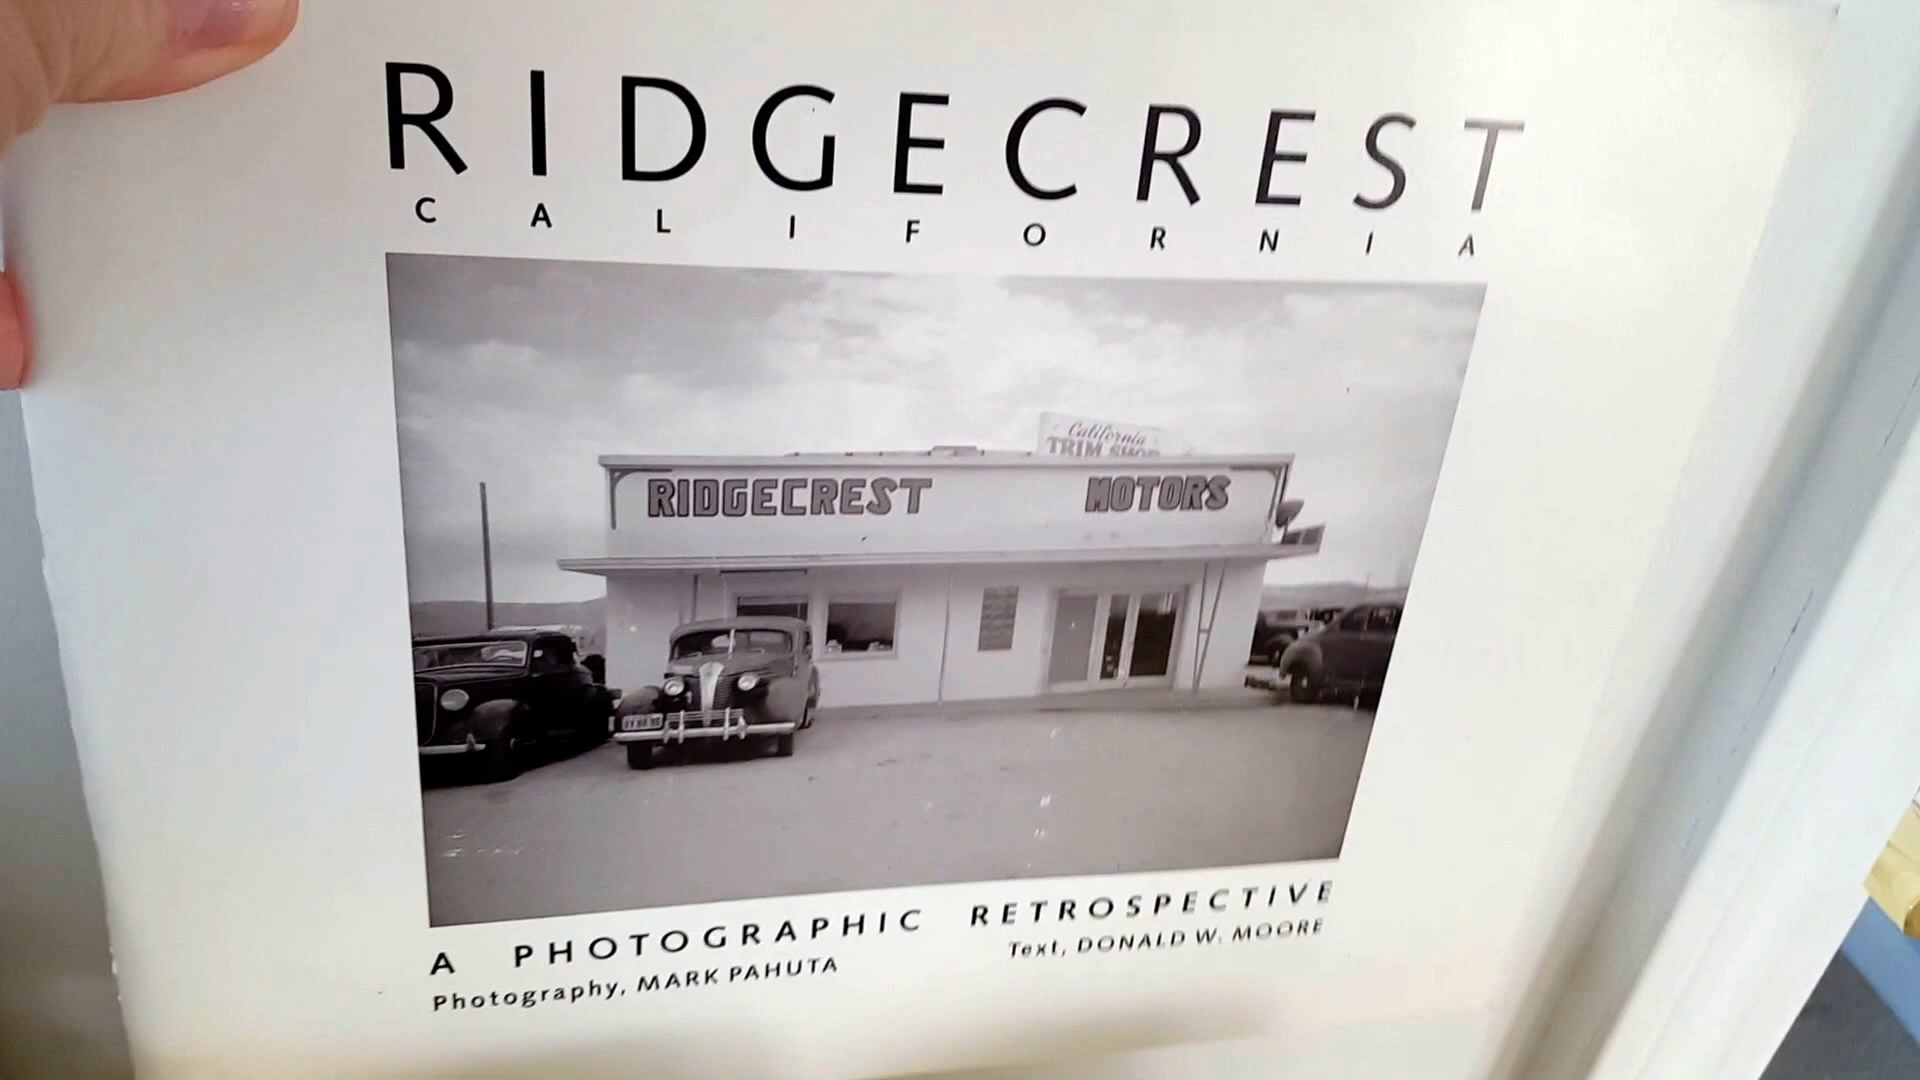 RIDGECREST
CALIFORNIA
California
TRIM SHOP
RIDGECREST MOTORS
A PHOTOGRAPHIC RETROSPECTIVE
Photography, MARK PAHUTA
Text, DONALD W. MOORE